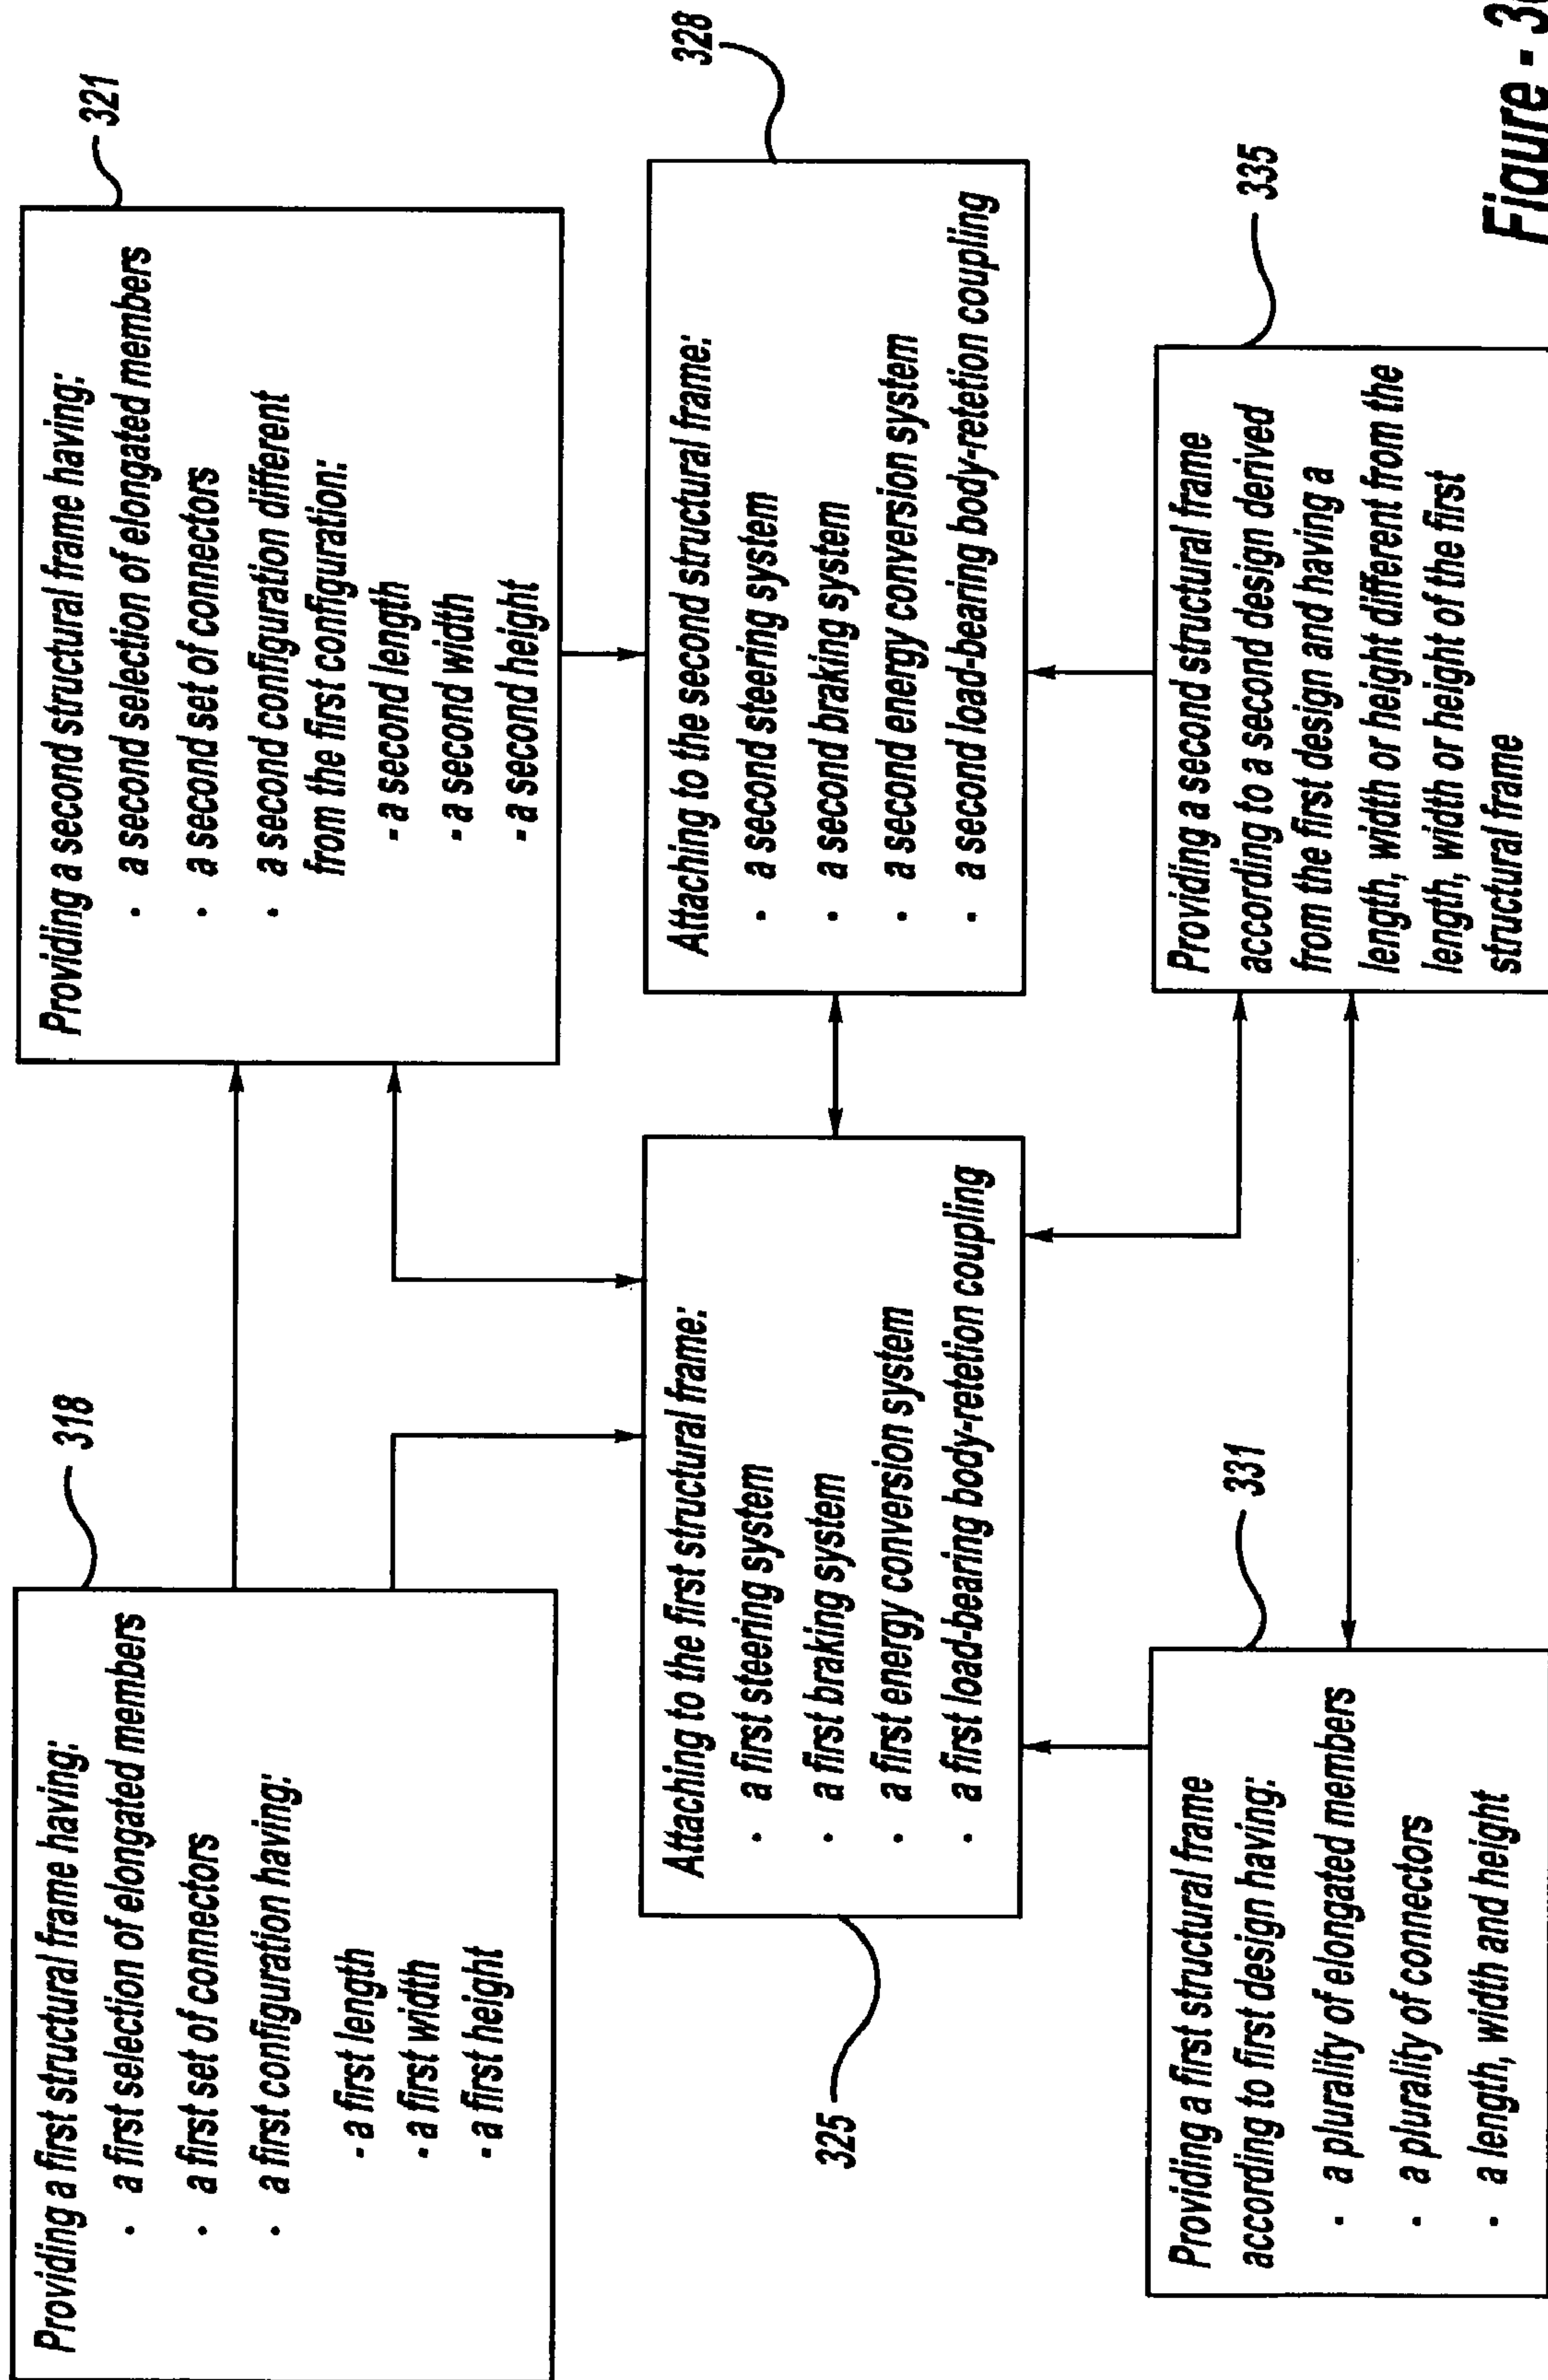 318
Providing a first structural frame having:
• a first selection of elongated members
• a first set of connectors
• a first configuration having:
- a first length
- a first width
- a first height
321
Providing a second structural frame having:
• a second selection of elongated members
• a second set of connectors
• a second configuration different
from the first configuration:
- a second length
- a second width
- a second height
325
Attaching to the first structural frame:
• a first steering system
• a first braking system
• a first energy conversion system
• a first load-bearing body-retetion coupling
328
Attaching to the second structural frame:
• a second steering system
• a second braking system
• a second energy conversion system
• a second load-bearing body-retetion coupling
331
Providing a first structural frame
according to first design having:
• a plurality of elongated members
• a plurality of connectors
• a length, width and height
335
Providing a second structural frame
according to a second design derived
from the first design and having a
length, width or height different from the
length, width or height of the first
structural frame
Figure -